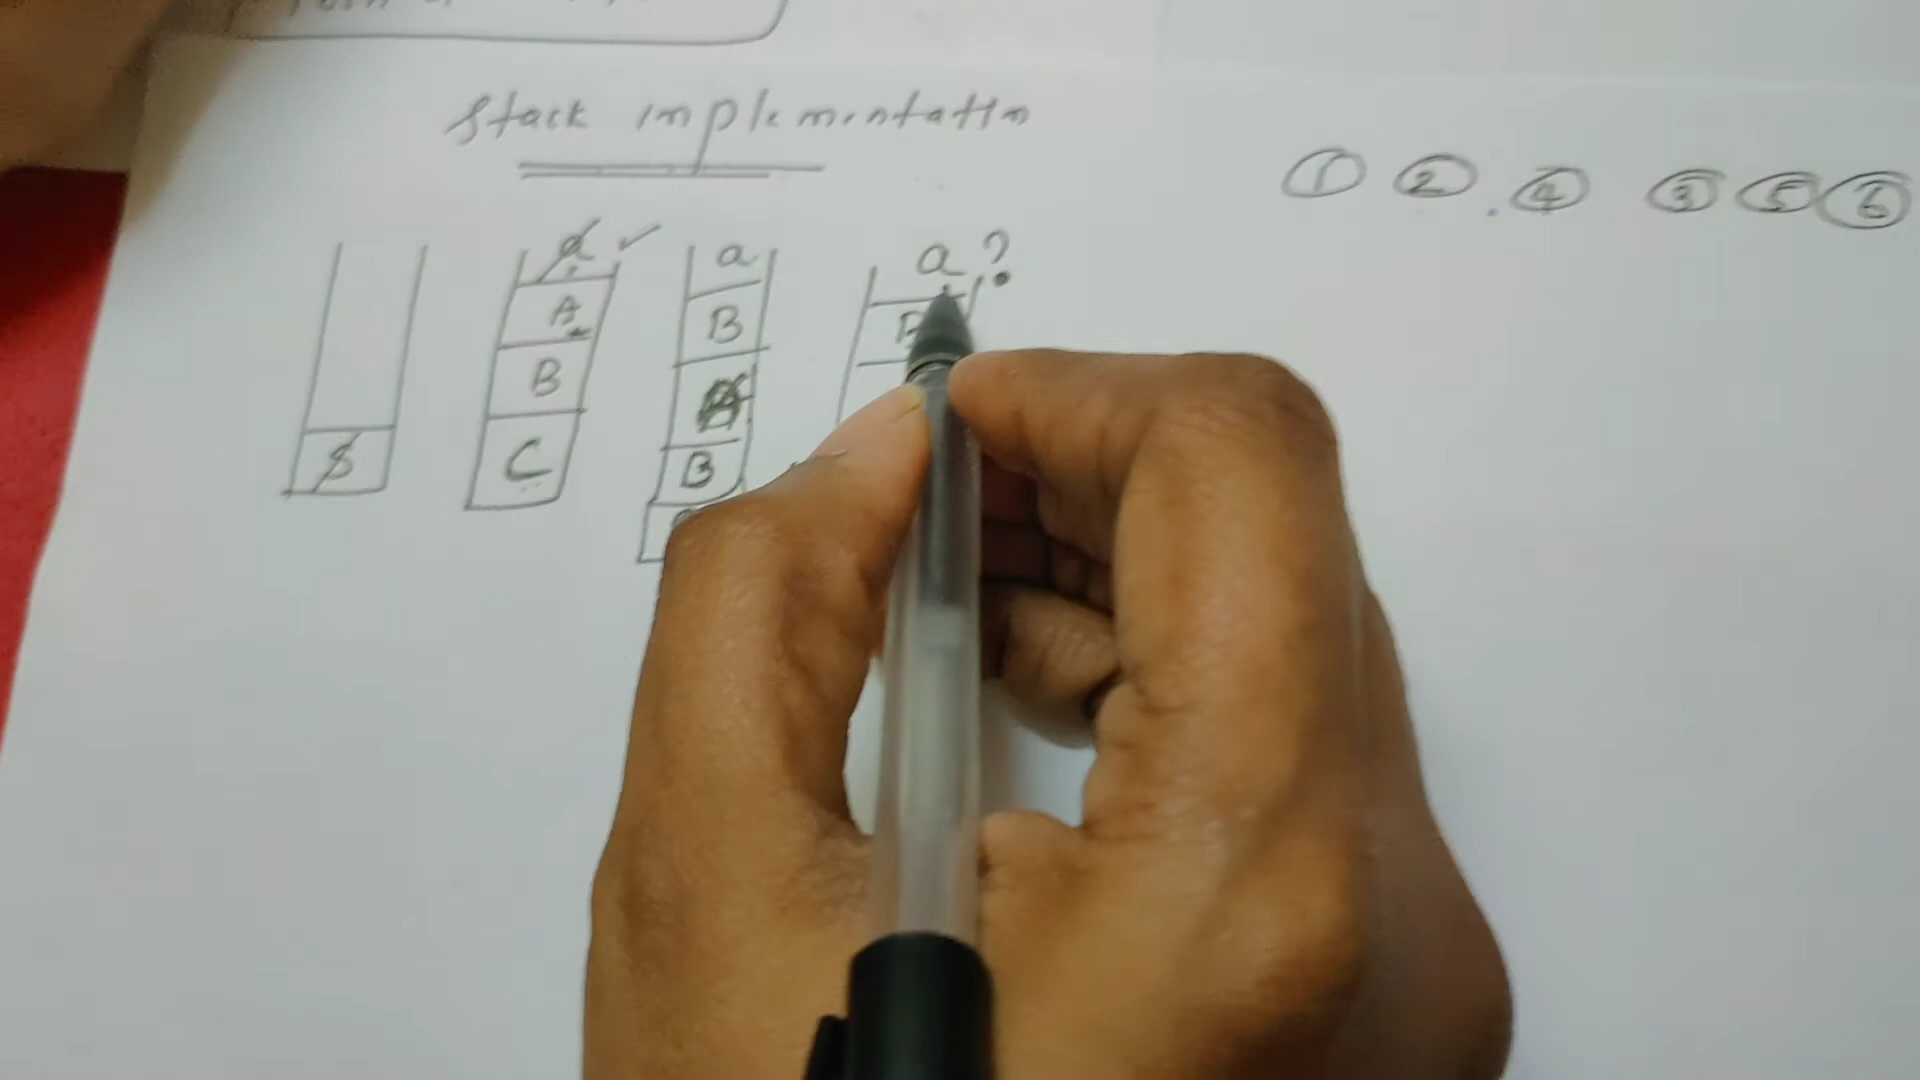 Stack implementation
① ② ④ ③ ⑤ ⑥
a a a ?
A B B
B B
C
$